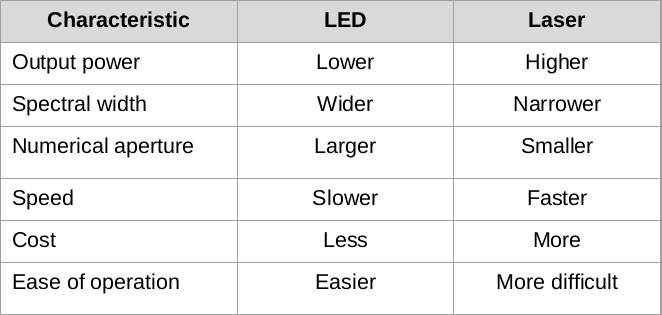 Characteristic LED Laser
Output power Lower Higher
Spectral width Wider Narrower
Numerical aperture Larger Smaller
Speed Slower Faster
Cost Less More
Ease of operation Easier More difficult